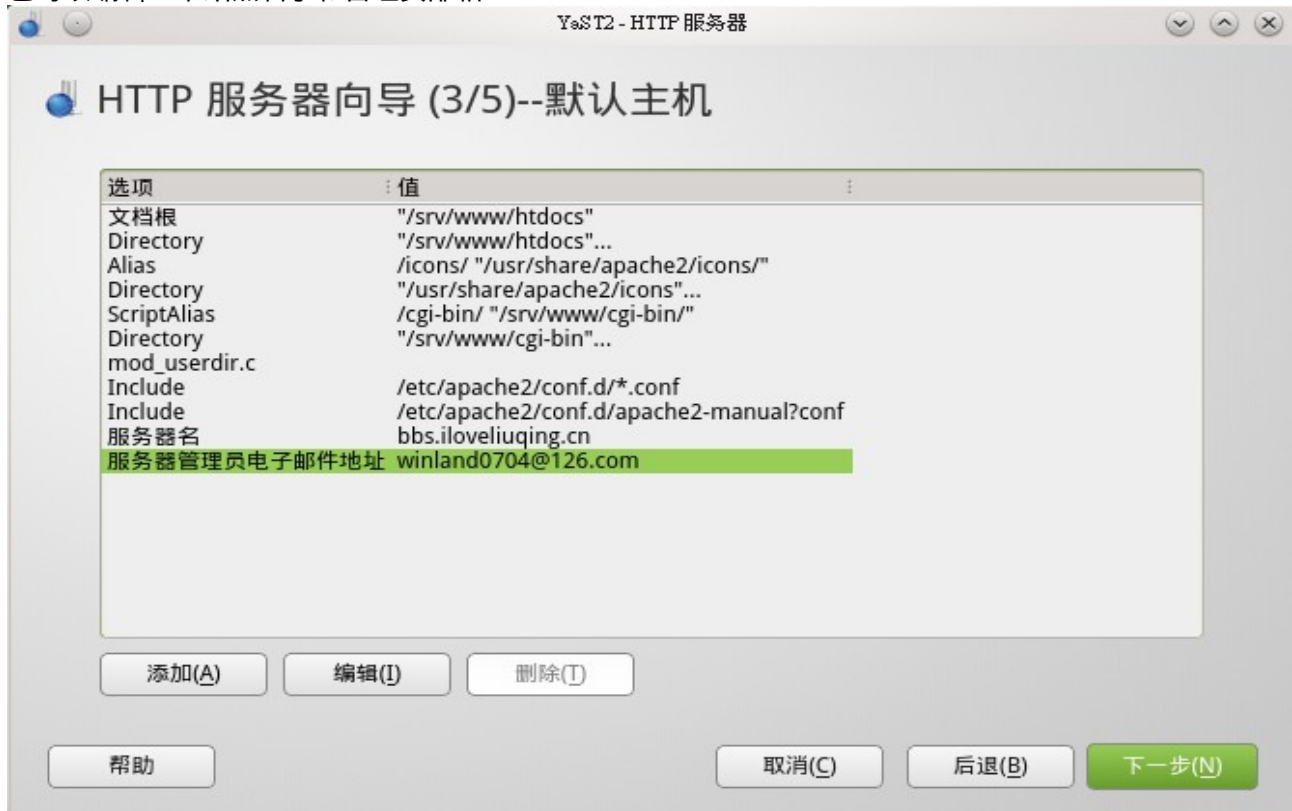 YaST2 - HTTP 服务器
HTTP 服务器向导 (3/5)--默认主机
选项 值
文档根 "/srv/www/htdocs"
Directory "/srv/www/htdocs"...
Alias /icons/ "/usr/share/apache2/icons/"
Directory "/usr/share/apache2/icons"...
ScriptAlias /cgi-bin/ "/srv/www/cgi-bin/"
Directory "/srv/www/cgi-bin"...
mod_userdir.c
Include /etc/apache2/conf.d/*.conf
Include /etc/apache2/conf.d/apache2-manual?conf
服务器名 bbs.iloveliuqing.cn
服务器管理员电子邮件地址 winland0704@126.com
添加(A) 编辑(I) 删除(T)
帮助 取消(C) 后退(B) 下一步(N)